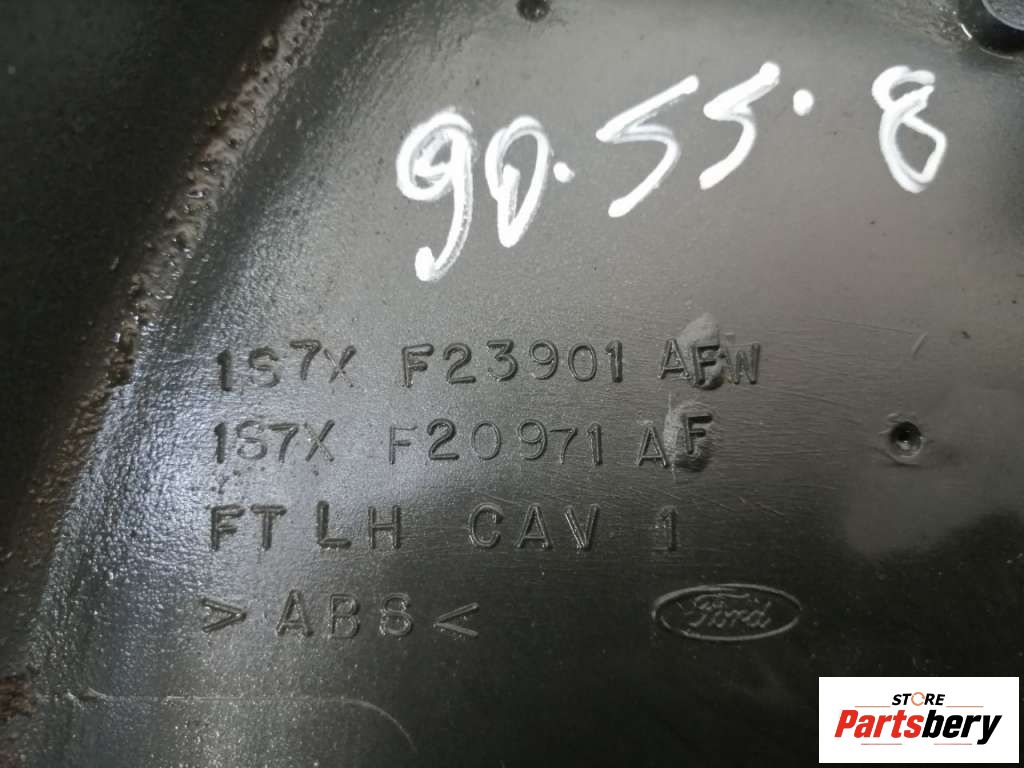 90.55.8
1S7X F23901 AFW
1S7X F20971 AF
FT LH CAV 1
>ABS<
Ford
STORE
Partsbery